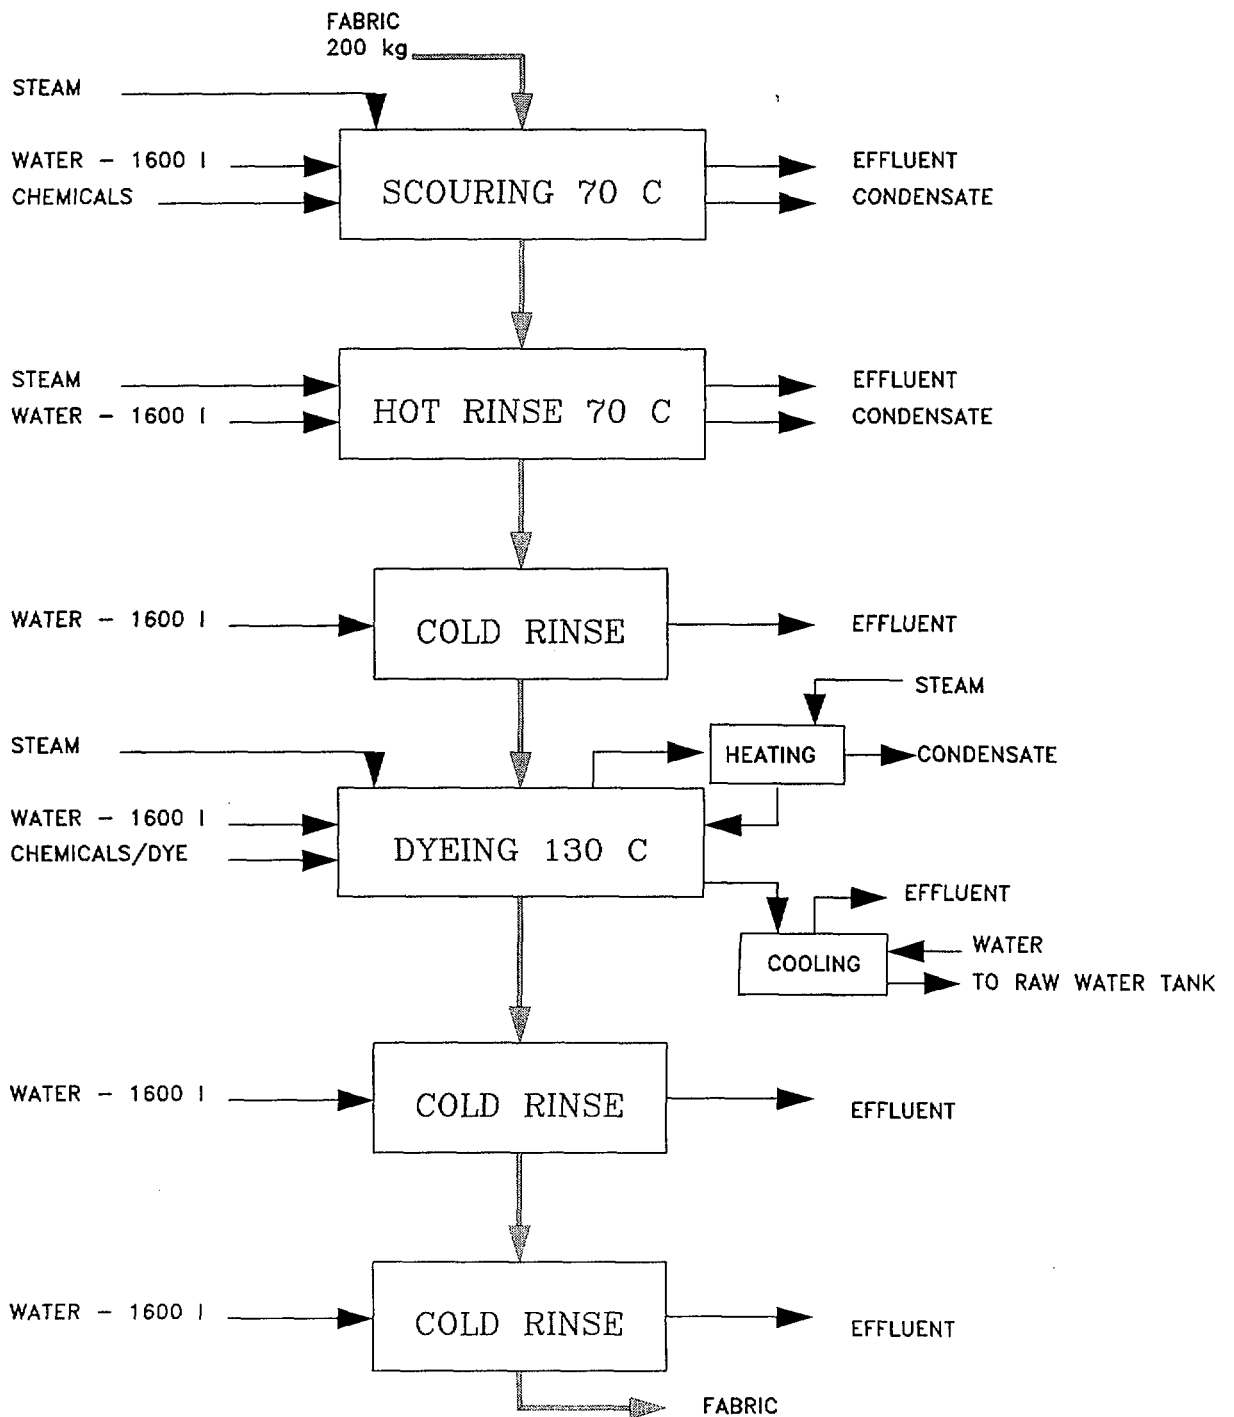 FABRIC
200 kg
STEAM
WATER – 1600 l
CHEMICALS
SCOURING 70 C
EFFLUENT
CONDENSATE
STEAM
WATER – 1600 l
HOT RINSE 70 C
EFFLUENT
CONDENSATE
WATER – 1600 l
COLD RINSE
EFFLUENT
STEAM
STEAM
HEATING
CONDENSATE
WATER – 1600 l
CHEMICALS/DYE
DYEING 130 C
EFFLUENT
COOLING
WATER
TO RAW WATER TANK
WATER – 1600 l
COLD RINSE
EFFLUENT
WATER – 1600 l
COLD RINSE
EFFLUENT
FABRIC